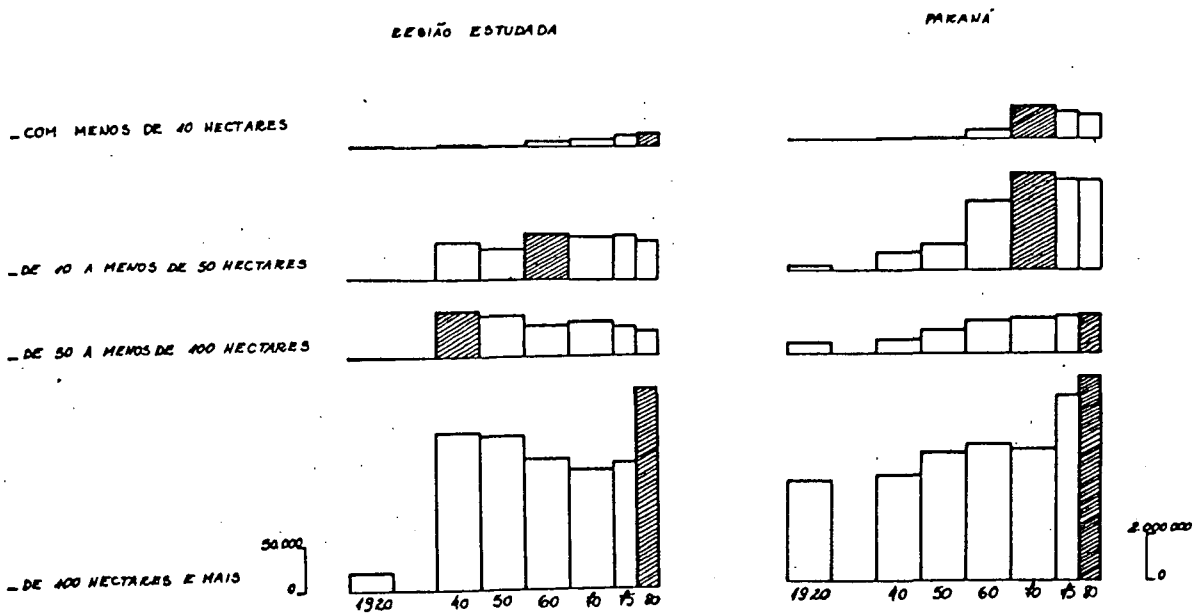 REGIÃO ESTUDADA
PARANÁ
_ COM MENOS DE 10 HECTARES
_ DE 10 A MENOS DE 50 HECTARES
_ DE 50 A MENOS DE 100 HECTARES
_ DE 100 HECTARES E MAIS
50.000
0
1920 40 50 60 70 75 80
1920 40 50 60 70 75 80
2.000.000
0